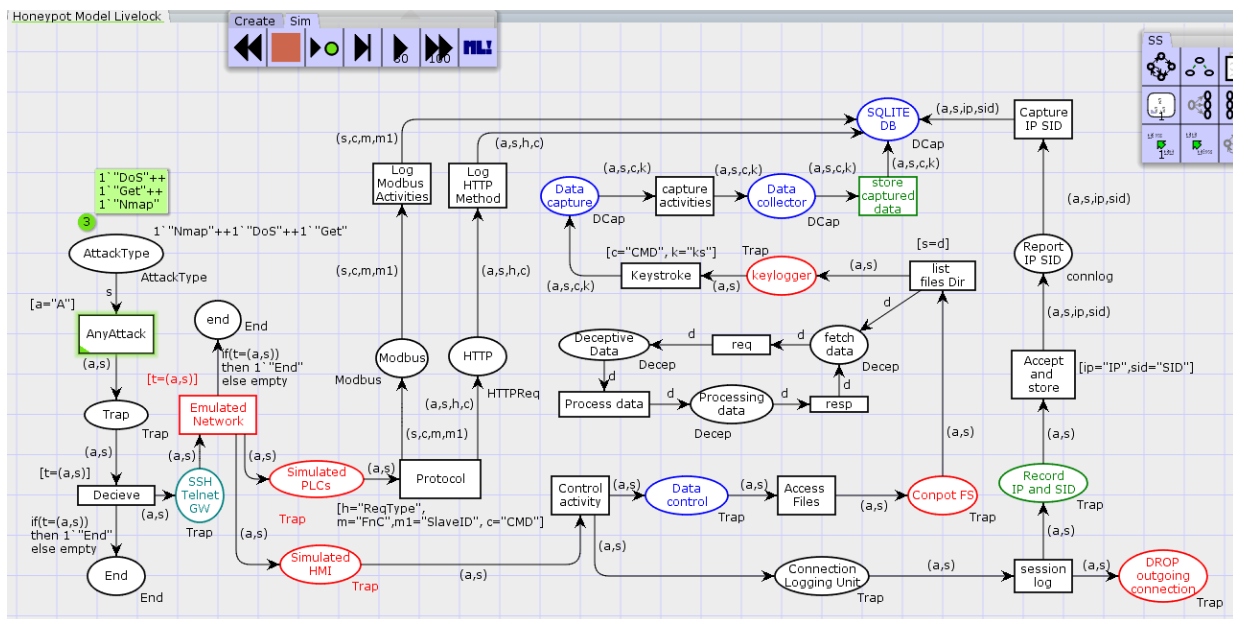 Honeypot Model Livelock
Create Sim
50
100
ML!
SS
1`"DoS"++
1`"Get"++
1`"Nmap"
3
1`"Nmap"++1`"DoS"++1`"Get"
AttackType
AttackType
s
[a="A"]
AnyAttack
(a,s)
Trap
Trap
(a,s)
[t=(a,s)]
Decieve
(a,s)
if(t=(a,s))
then 1`"End"
else empty
End
End
end
End
if(t=(a,s))
then 1`"End"
else empty
[t=(a,s)]
Emulated
Network
(a,s)
SSH
Telnet
GW
Trap
(a,s)
Simulated
PLCs
Trap
(a,s)
(a,s)
Simulated
HMI
Trap
(a,s)
Protocol
[h="ReqType",
m="FnC",m1="SlaveID", c="CMD"]
(s,c,m,m1)
Modbus
Modbus
(s,c,m,m1)
Log
Modbus
Activities
(s,c,m,m1)
(a,s,h,c)
HTTP
HTTPReq
(a,s,h,c)
Log
HTTP
Method
(a,s,h,c)
SQLITE
DB
DCap
(a,s,c,k)
(a,s,ip,sid)
Capture
IP SID
Data
capture
DCap
(a,s,c,k)
capture
activities
(a,s,c,k)
Data
collector
DCap
(a,s,c,k)
store
captured
data
(a,s,ip,sid)
[c="CMD", k="ks"]
Keystroke
(a,s,c,k)
(a,s)
Trap
keylogger
(a,s)
[s=d]
list
files Dir
Report
IP SID
connlog
(a,s,ip,sid)
d
Deceptive
Data
Decep
d
req
d
fetch
data
Decep
d
Process data
d
Processing
data
Decep
d
resp
d
Accept
and
store
[ip="IP",sid="SID"]
(a,s)
(a,s)
Control
activity
(a,s)
Data
control
Trap
(a,s)
Access
Files
(a,s)
Conpot FS
Trap
Record
IP and SID
Trap
(a,s)
(a,s)
Connection
Logging Unit
Trap
(a,s)
session
log
(a,s)
DROP
outgoing
connection
Trap